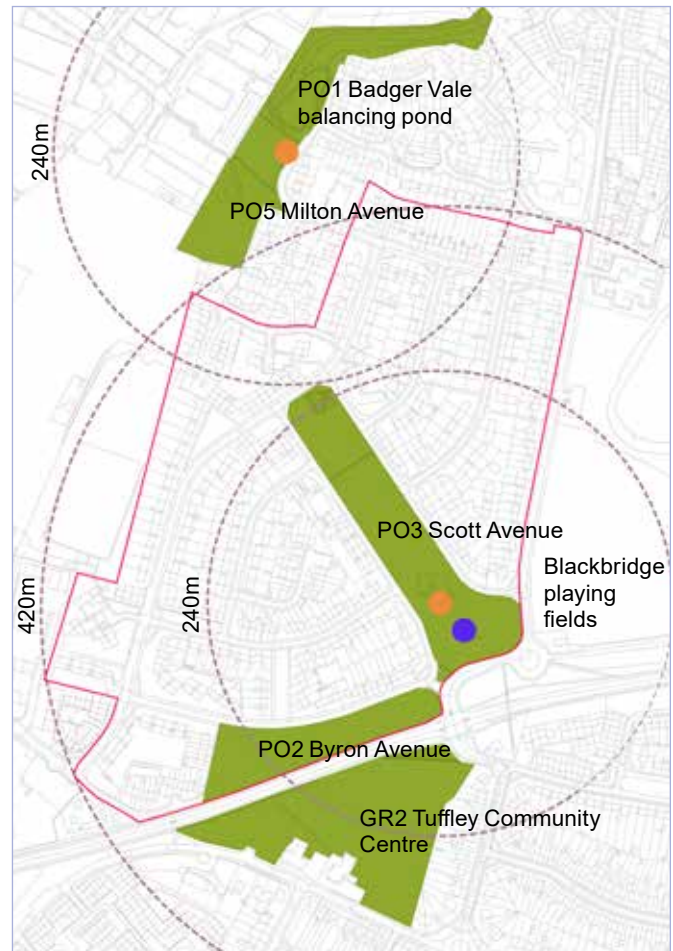 PO1 Badger Vale
balancing pond
240m
PO5 Milton Avenue
PO3 Scott Avenue
Blackbridge
playing
fields
420m
240m
PO2 Byron Avenue
GR2 Tuffley Community
Centre